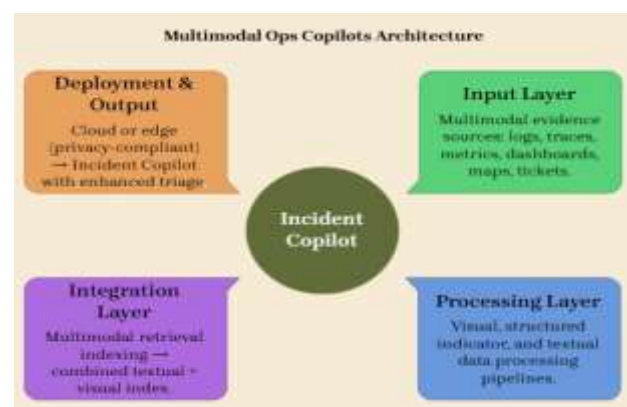 Multimodal Ops Copilots Architecture
Deployment &
Output
Cloud or edge
(privacy-compliant)
→ Incident Copilot
with enhanced triage
Input Layer
Multimodal evidence
sources: logs, traces,
metrics, dashboards,
maps, tickets.
Incident
Copilot
Integration
Layer
Multimodal retrieval
indexing →
combined textual +
visual index.
Processing Layer
Visual, structured
indicator, and textual
data processing
pipelines.